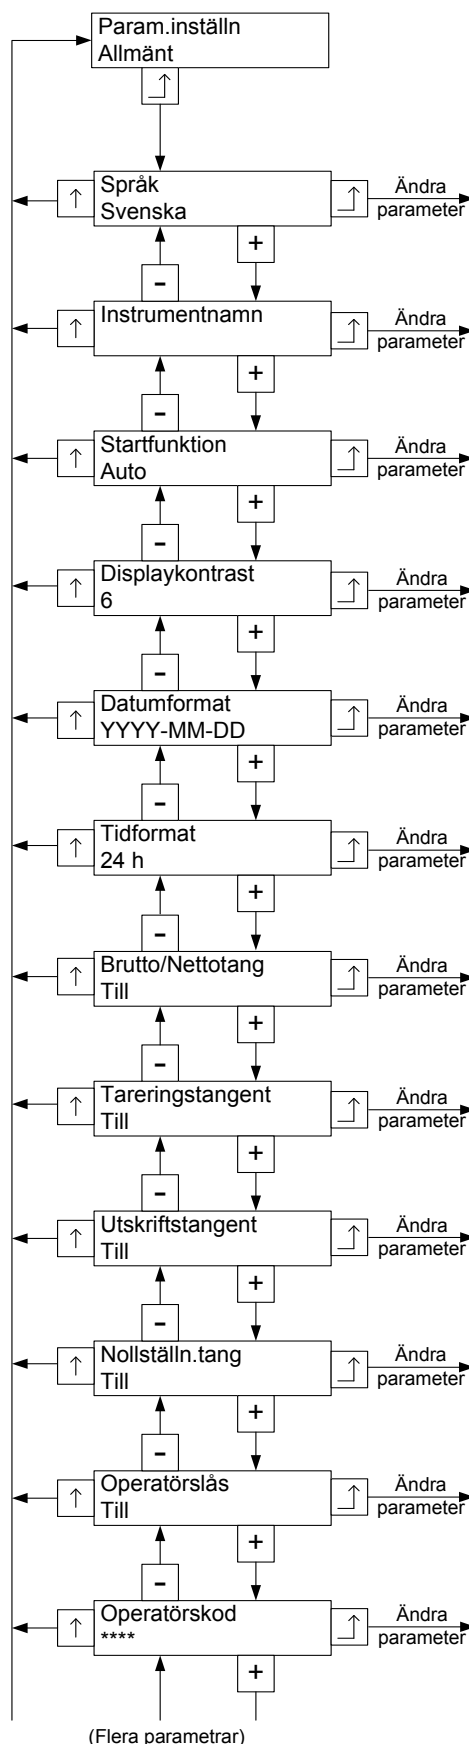 Param.inställn
Allmänt
Språk
Svenska
Ändra
parameter
+
-
Instrumentnamn
Ändra
parameter
+
-
Startfunktion
Auto
Ändra
parameter
+
-
Displaykontrast
6
Ändra
parameter
+
-
Datumformat
YYYY-MM-DD
Ändra
parameter
+
-
Tidformat
24 h
Ändra
parameter
+
-
Brutto/Nettotang
Till
Ändra
parameter
+
-
Tareringstangent
Till
Ändra
parameter
+
-
Utskriftstangent
Till
Ändra
parameter
+
-
Nollställn.tang
Till
Ändra
parameter
+
-
Operatörslås
Till
Ändra
parameter
+
-
Operatörskod
****
Ändra
parameter
+
(Flera parametrar)